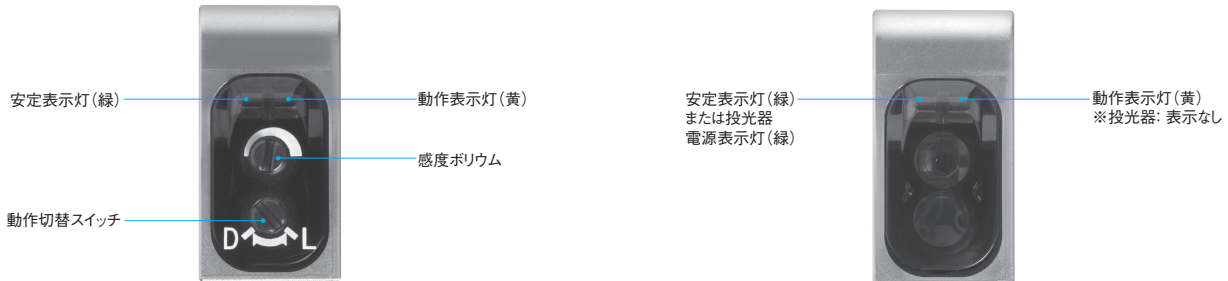 安定表示灯（緑）
動作表示灯（黄）
感度ボリウム
動作切替スイッチ
D L
安定表示灯（緑）
または投光器
電源表示灯（緑）
動作表示灯（黄）
※投光器：表示なし